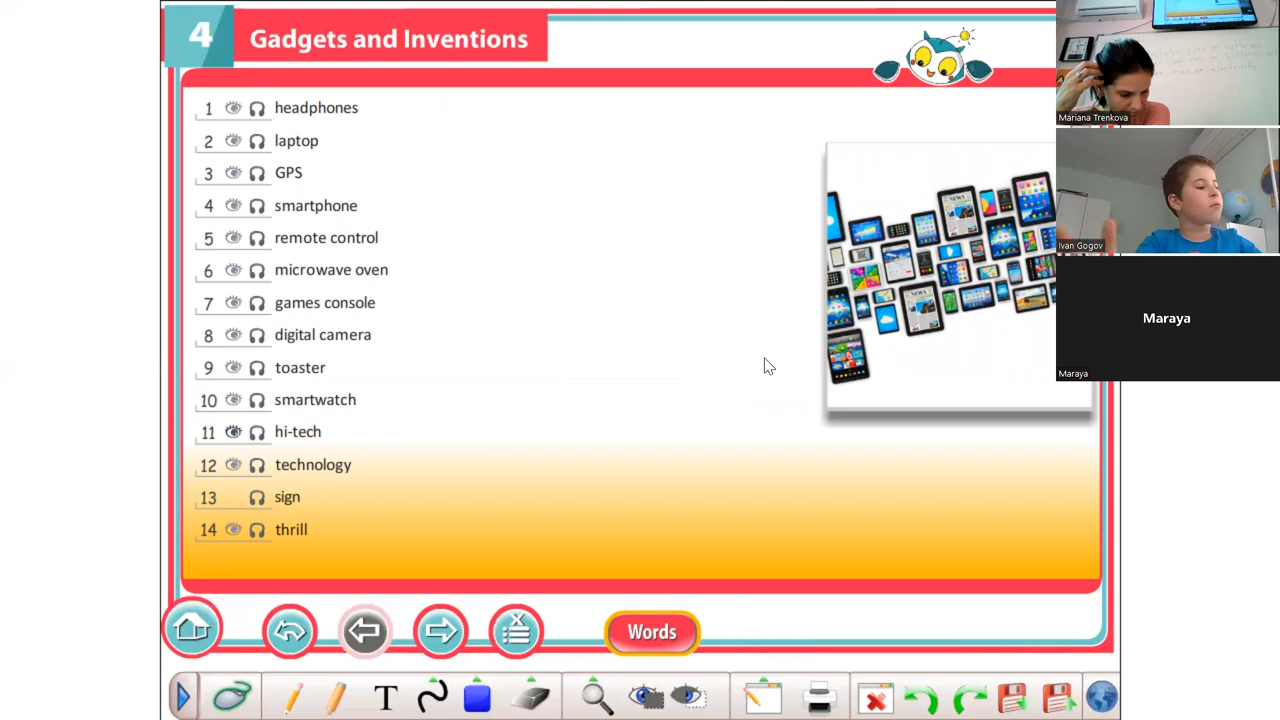 4
Gadgets and Inventions
1 headphones
2 laptop
3 GPS
4 smartphone
5 remote control
6 microwave oven
7 games console
8 digital camera
9 toaster
10 smartwatch
11 hi-tech
12 technology
13 sign
14 thrill
NEWS
NEWS
Words
T
Mariana Trenkova
Ivan Gogov
Maraya
Maraya